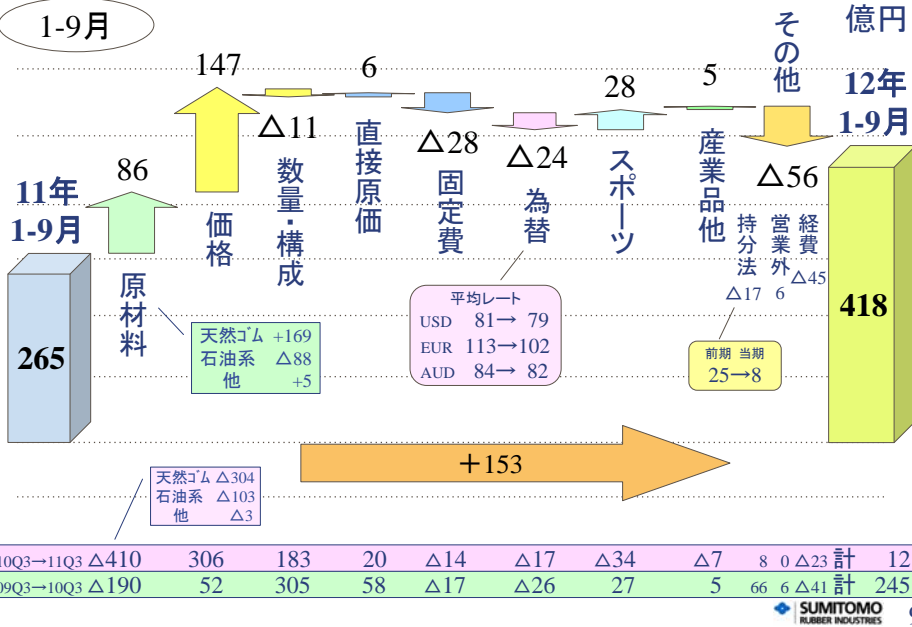 1-9月
億円
11年
1-9月
265
86
原材料
天然ｺﾞﾑ +169
石油系 △88
他 +5
147
価格
△11
数量・構成
6
直接原価
△28
固定費
△24
為替
平均レート
USD 81→ 79
EUR 113→102
AUD 84→ 82
28
スポーツ
5
産業品他
その他
△56
持分法
△17
営業外
6
経費
△45
前期 当期
25→8
12年
1-9月
418
＋153
天然ｺﾞﾑ △304
石油系 △103
他 △3
10Q3→11Q3 △410 306 183 20 △14 △17 △34 △7 8 0 △23 計 12
09Q3→10Q3 △190 52 305 58 △17 △26 27 5 66 6 △41 計 245
SUMITOMO
RUBBER INDUSTRIES